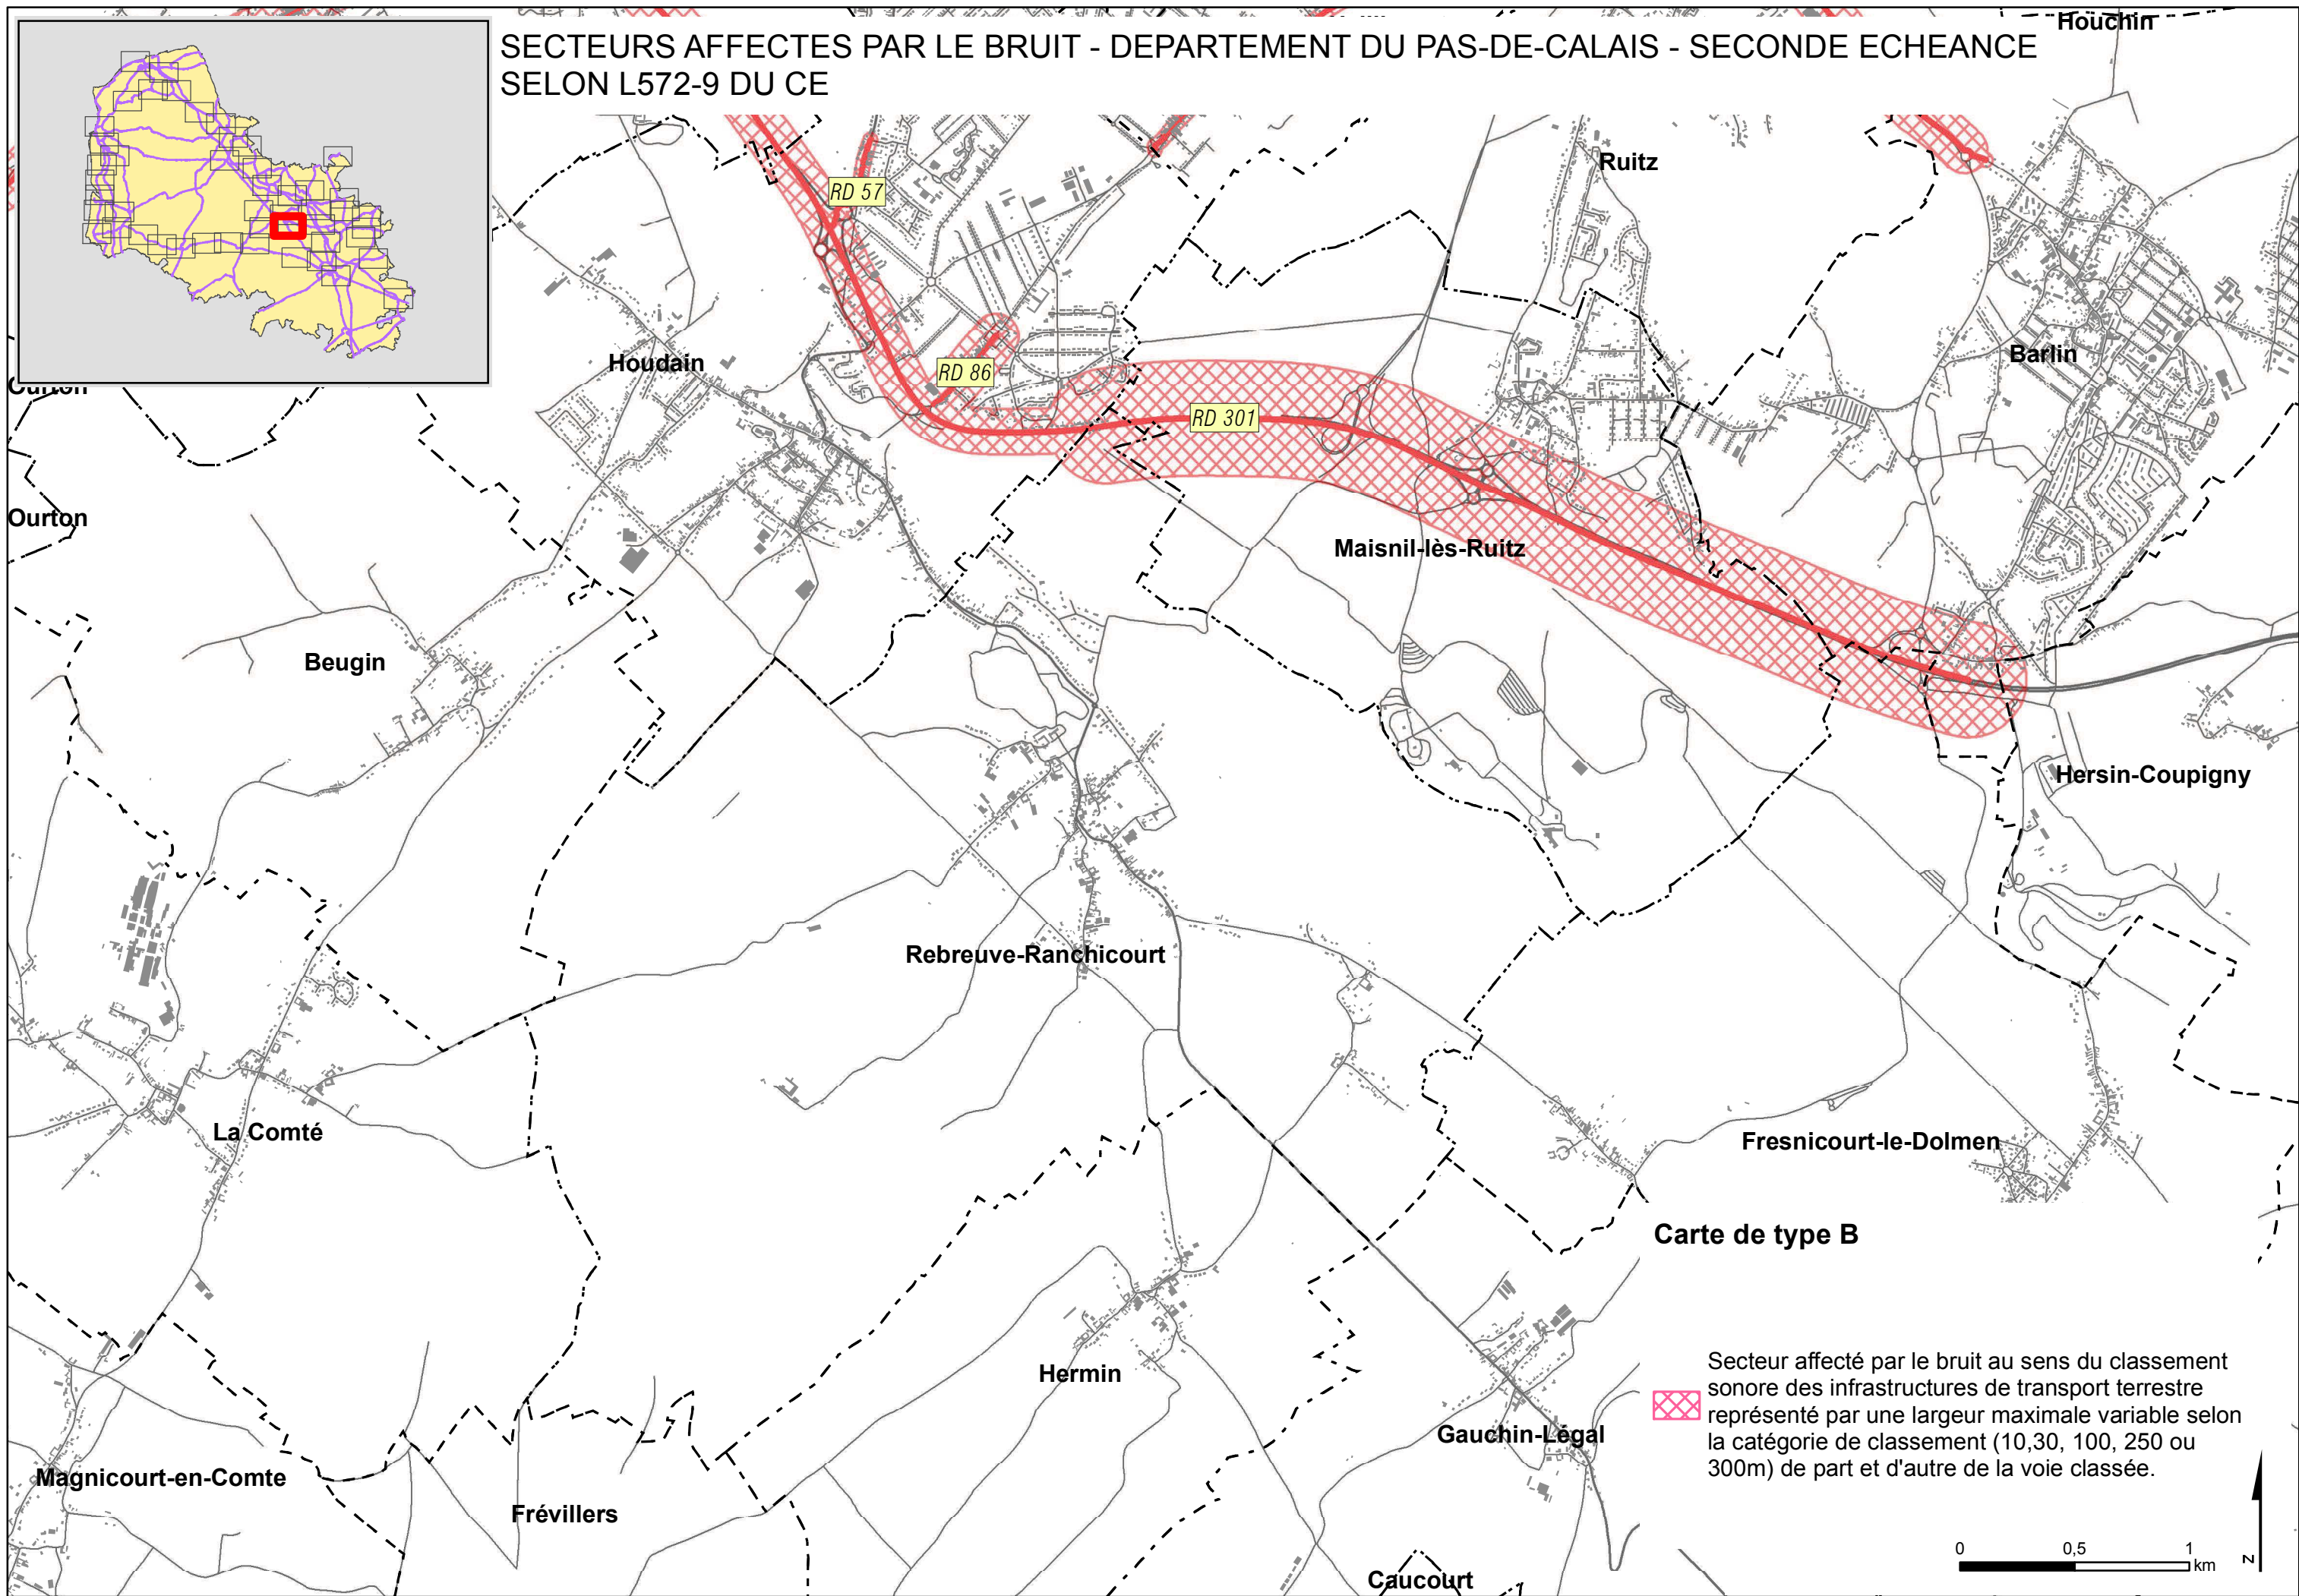 Houchin
SECTEURS AFFECTES PAR LE BRUIT - DEPARTEMENT DU PAS-DE-CALAIS - SECONDE ECHEANCE
SELON L572-9 DU CE
Ruitz
RD 57
Houdain
Barlin
RD 86
Ourton
RD 301
Ourton
Maisnil-lès-Ruitz
Beugin
Hersin-Coupigny
Rebreuve-Ranchicourt
La Comté
Fresnicourt-le-Dolmen
Carte de type B
Hermin
Secteur affecté par le bruit au sens du classement
sonore des infrastructures de transport terrestre
représenté par une largeur maximale variable selon
la catégorie de classement (10,30, 100, 250 ou
300m) de part et d'autre de la voie classée.
Gauchin-Légal
Magnicourt-en-Comte
Frévillers
0 0,5 1
km
N
Caucourt